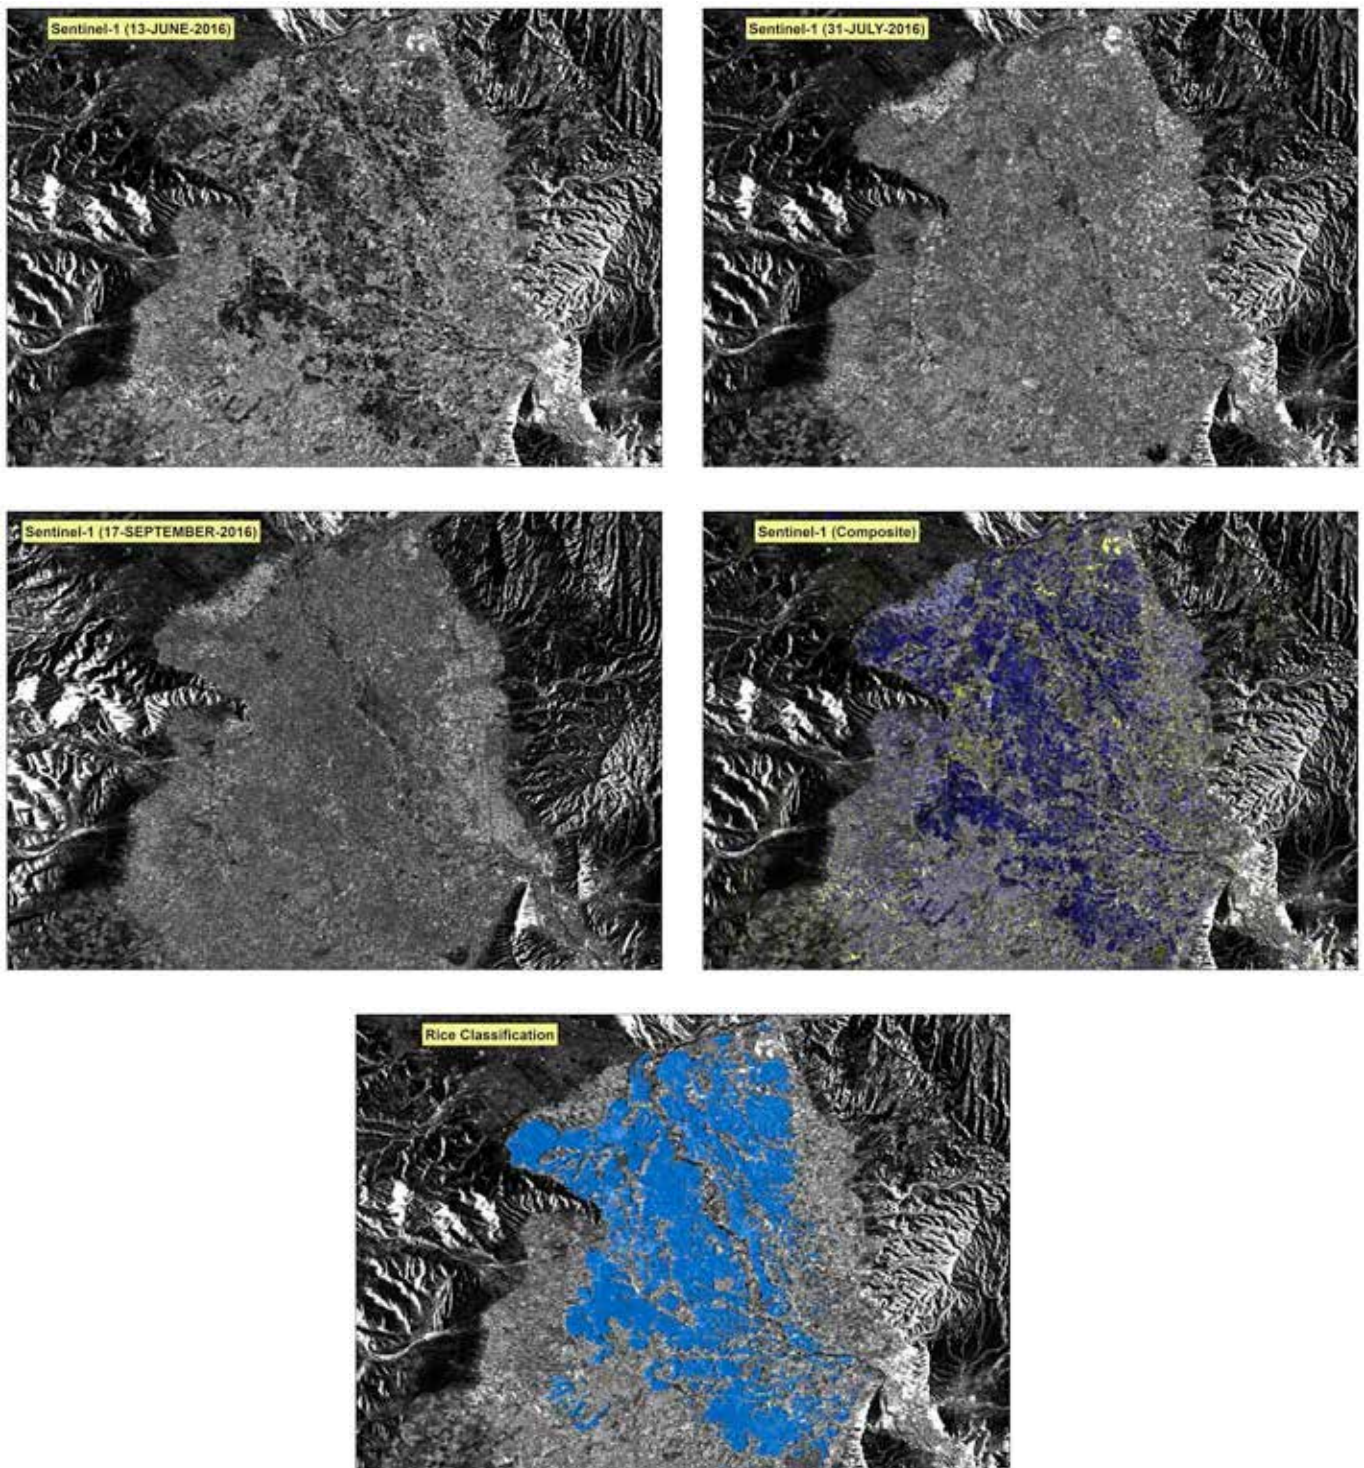 Sentinel-1 (13-JUNE-2016)
Sentinel-1 (31-JULY-2016)
Sentinel-1 (17-SEPTEMBER-2016)
Sentinel-1 (Composite)
Rice Classification